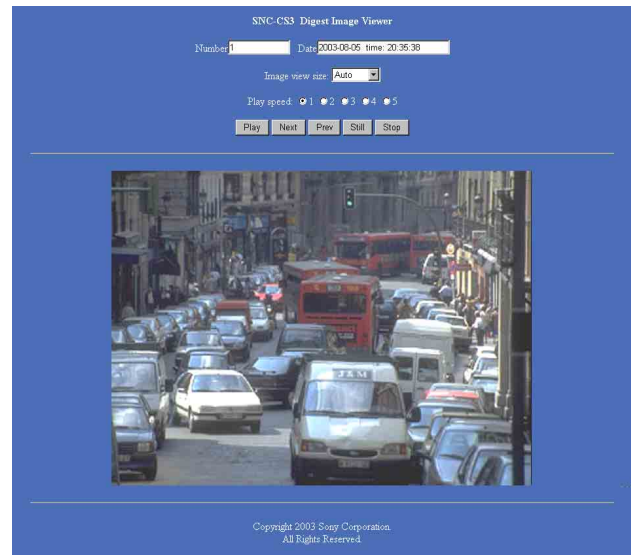 SNC-CS3 Digest Image Viewer
Number 1 Date 2003-08-05 time: 20:35:38
Image view size: Auto
Play speed: 1 2 3 4 5
Play Next Prev Still Stop
J&M
Copyright 2003 Sony Corporation.
All Rights Reserved.